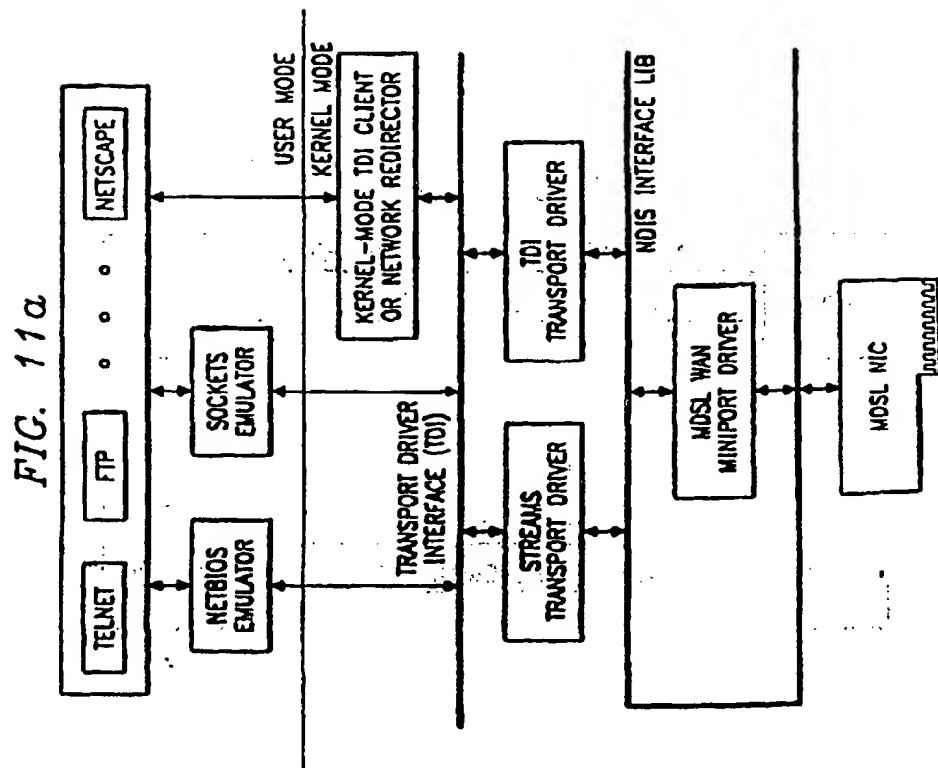 FIG. 11a
TELNET
FTP
NETSCAPE
NETBIOS
EMULATOR
SOCKETS
EMULATOR
USER MODE
KERNEL MODE
KERNEL-MODE TDI CLIENT
OR NETWORK REDIRECTOR
TRANSPORT DRIVER
INTERFACE (TDI)
STREAMS
TRANSPORT DRIVER
TDI
TRANSPORT DRIVER
NDIS INTERFACE LIB
MDSL WAN
MINIPORT DRIVER
MDSL NIC